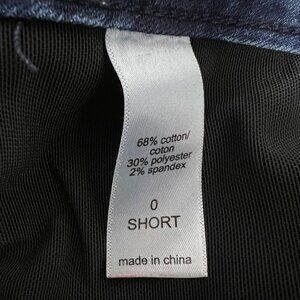 68% cotton/
coton
30% polyester
2% spandex
0
SHORT
made in china